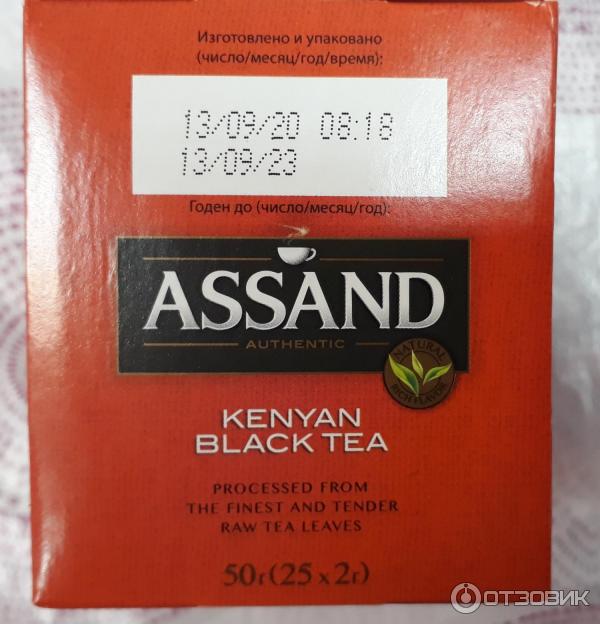 Изготовлено и упаковано
(число/месяц/год/время):
13/09/20 08:18
13/09/23
Годен до (число/месяц/год):
ASSAND
AUTHENTIC
NATURAL
RICH FLAVOR
KENYAN
BLACK TEA
PROCESSED FROM
THE FINEST AND TENDER
RAW TEA LEAVES
50г(25 x 2г)
ОТЗОВИК